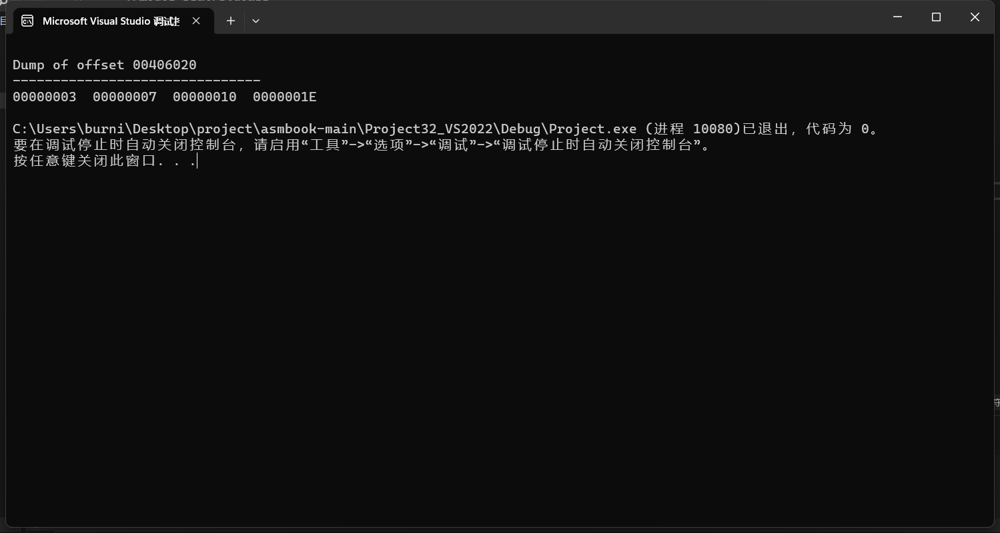 Microsoft Visual Studio 调试
Dump of offset 00406020
-------------------------------
00000003  00000007  00000010  0000001E
C:\Users\burni\Desktop\project\asmbook-main\Project32_VS2022\Debug\Project.exe (进程 10080)已退出，代码为 0。
要在调试停止时自动关闭控制台，请启用“工具”->“选项”->“调试”->“调试停止时自动关闭控制台”。
按任意键关闭此窗口. . .